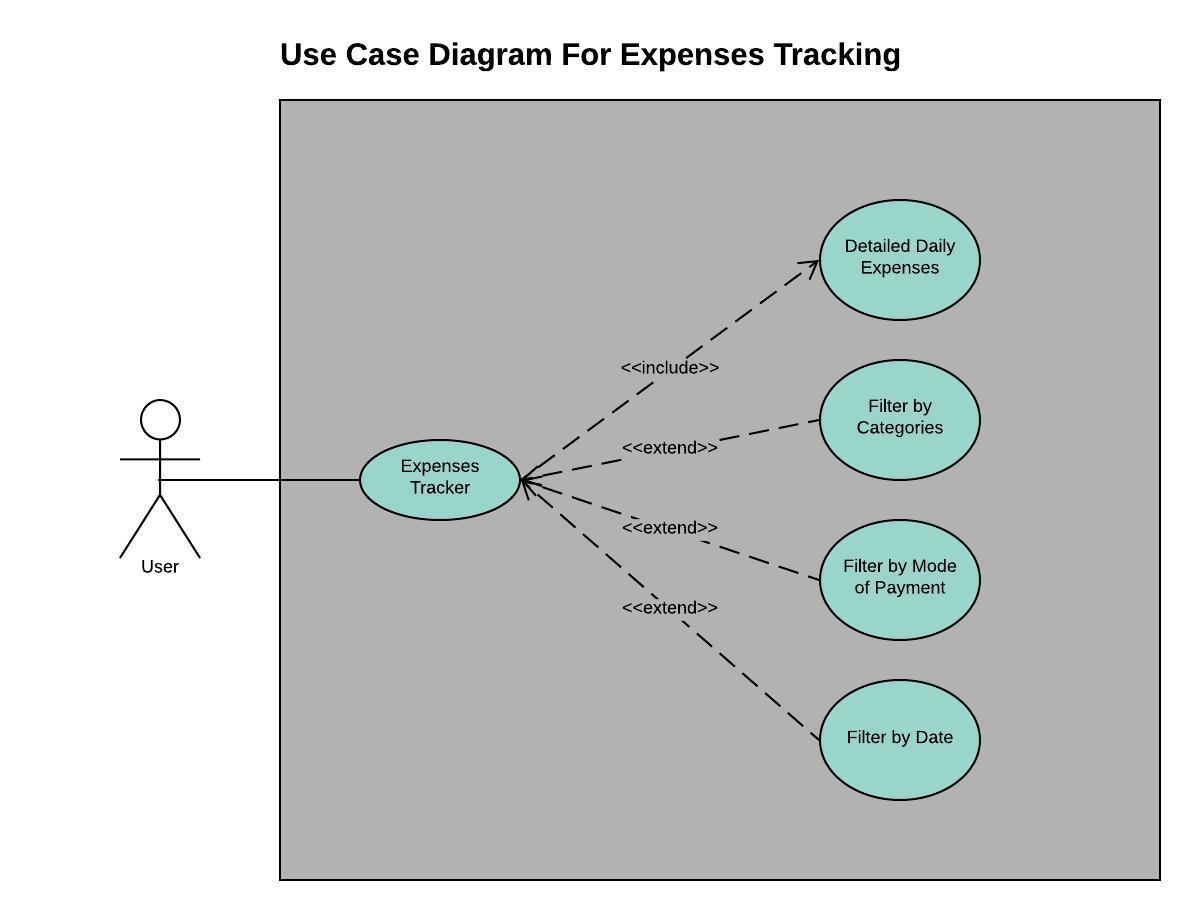 Use Case Diagram For Expenses Tracking
Detailed Daily
Expenses
<<include>>
Filter by
Categories
<<extend>>
Expenses
Tracker
<<extend>>
User
Filter by Mode
of Payment
<<extend>>
Filter by Date